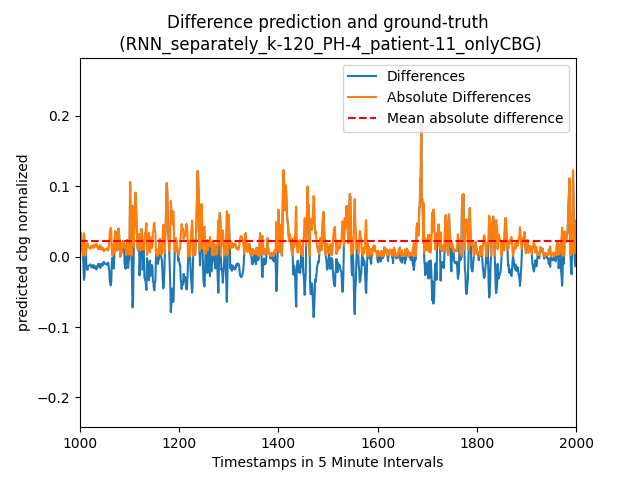 Difference prediction and ground-truth
(RNN_separately_k-120_PH-4_patient-11_onlyCBG)
Differences
Absolute Differences
Mean absolute difference
predicted cbg normalized
0.2
0.1
0.0
−0.1
−0.2
1000 1200 1400 1600 1800 2000
Timestamps in 5 Minute Intervals